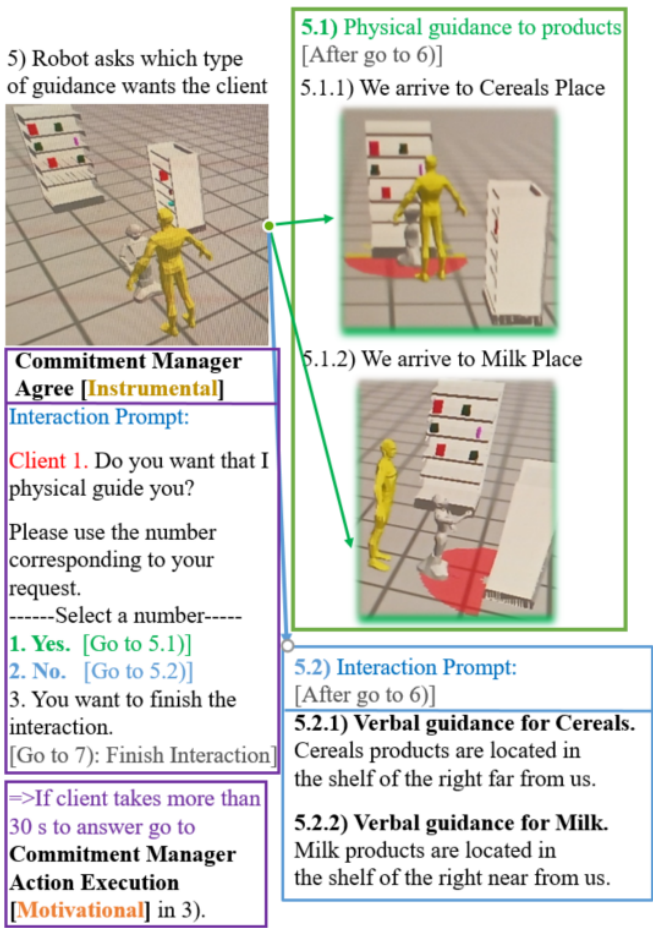 5) Robot asks which type
of guidance wants the client
Commitment Manager
Agree [Instrumental]
Interaction Prompt:
Client 1. Do you want that I
physical guide you?
Please use the number
corresponding to your
request.
------Select a number-----
1. Yes. [Go to 5.1)]
2. No. [Go to 5.2)]
3. You want to finish the
interaction.
[Go to 7): Finish Interaction]
=>If client takes more than
30 s to answer go to
Commitment Manager
Action Execution
[Motivational] in 3).
5.1) Physical guidance to products
[After go to 6)]
5.1.1) We arrive to Cereals Place
5.1.2) We arrive to Milk Place
5.2) Interaction Prompt:
[After go to 6)]
5.2.1) Verbal guidance for Cereals.
Cereals products are located in
the shelf of the right far from us.
5.2.2) Verbal guidance for Milk.
Milk products are located in
the shelf of the right near from us.